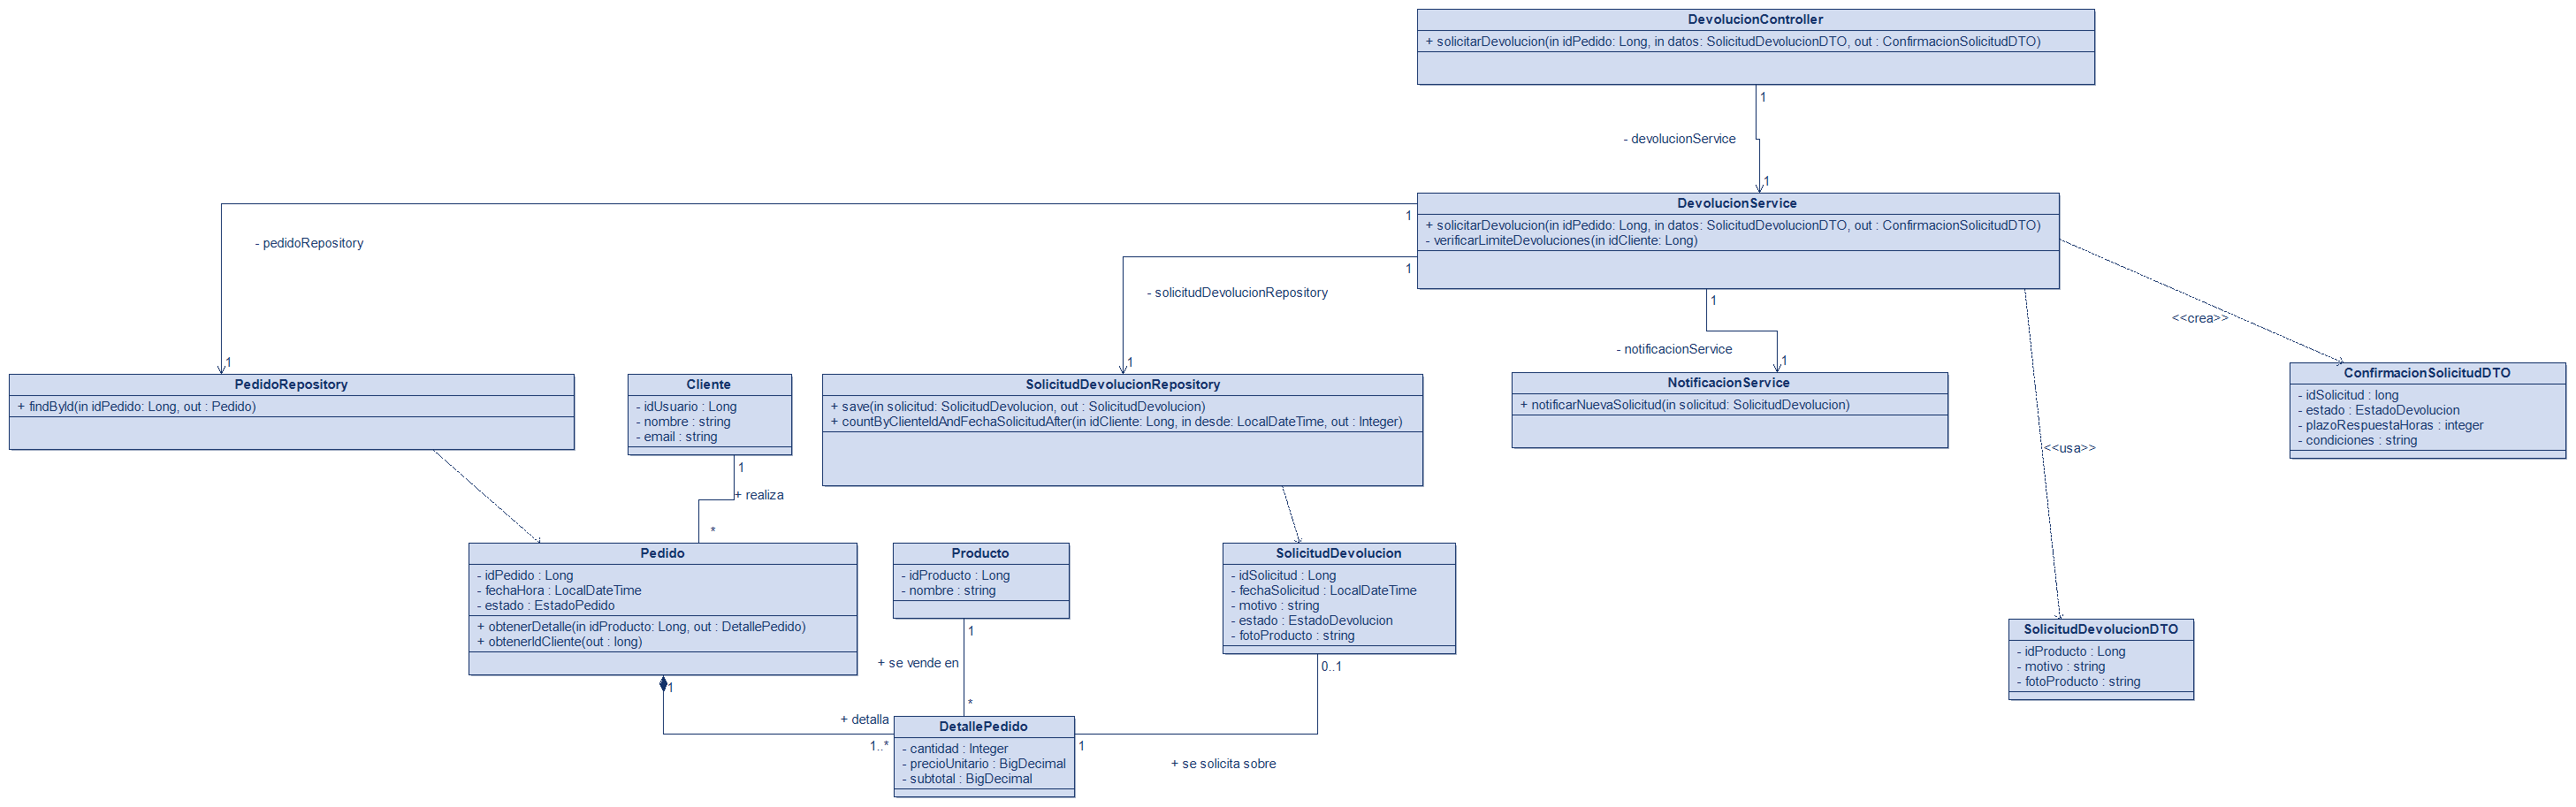 DevolucionController
+ solicitarDevolucion(in idPedido: Long, in datos: SolicitudDevolucionDTO, out : ConfirmacionSolicitudDTO)
1
- devolucionService
1
DevolucionService
+ solicitarDevolucion(in idPedido: Long, in datos: SolicitudDevolucionDTO, out : ConfirmacionSolicitudDTO)
- verificarLimiteDevoluciones(in idCliente: Long)
1
- pedidoRepository
1
1
- solicitudDevolucionRepository
1
1
- notificacionService
1
<<crea>>
<<usa>>
PedidoRepository
+ findById(in idPedido: Long, out : Pedido)
Cliente
- idUsuario : Long
- nombre : string
- email : string
1
+ realiza
*
SolicitudDevolucionRepository
+ save(in solicitud: SolicitudDevolucion, out : SolicitudDevolucion)
+ countByClienteIdAndFechaSolicitudAfter(in idCliente: Long, in desde: LocalDateTime, out : Integer)
NotificacionService
+ notificarNuevaSolicitud(in solicitud: SolicitudDevolucion)
ConfirmacionSolicitudDTO
- idSolicitud : long
- estado : EstadoDevolucion
- plazoRespuestaHoras : integer
- condiciones : string
Pedido
- idPedido : Long
- fechaHora : LocalDateTime
- estado : EstadoPedido
+ obtenerDetalle(in idProducto: Long, out : DetallePedido)
+ obtenerIdCliente(out : long)
1
+ detalla
1..*
Producto
- idProducto : Long
- nombre : string
1
+ se vende en
*
SolicitudDevolucion
- idSolicitud : Long
- fechaSolicitud : LocalDateTime
- motivo : string
- estado : EstadoDevolucion
- fotoProducto : string
0..1
1
+ se solicita sobre
SolicitudDevolucionDTO
- idProducto : Long
- motivo : string
- fotoProducto : string
DetallePedido
- cantidad : Integer
- precioUnitario : BigDecimal
- subtotal : BigDecimal